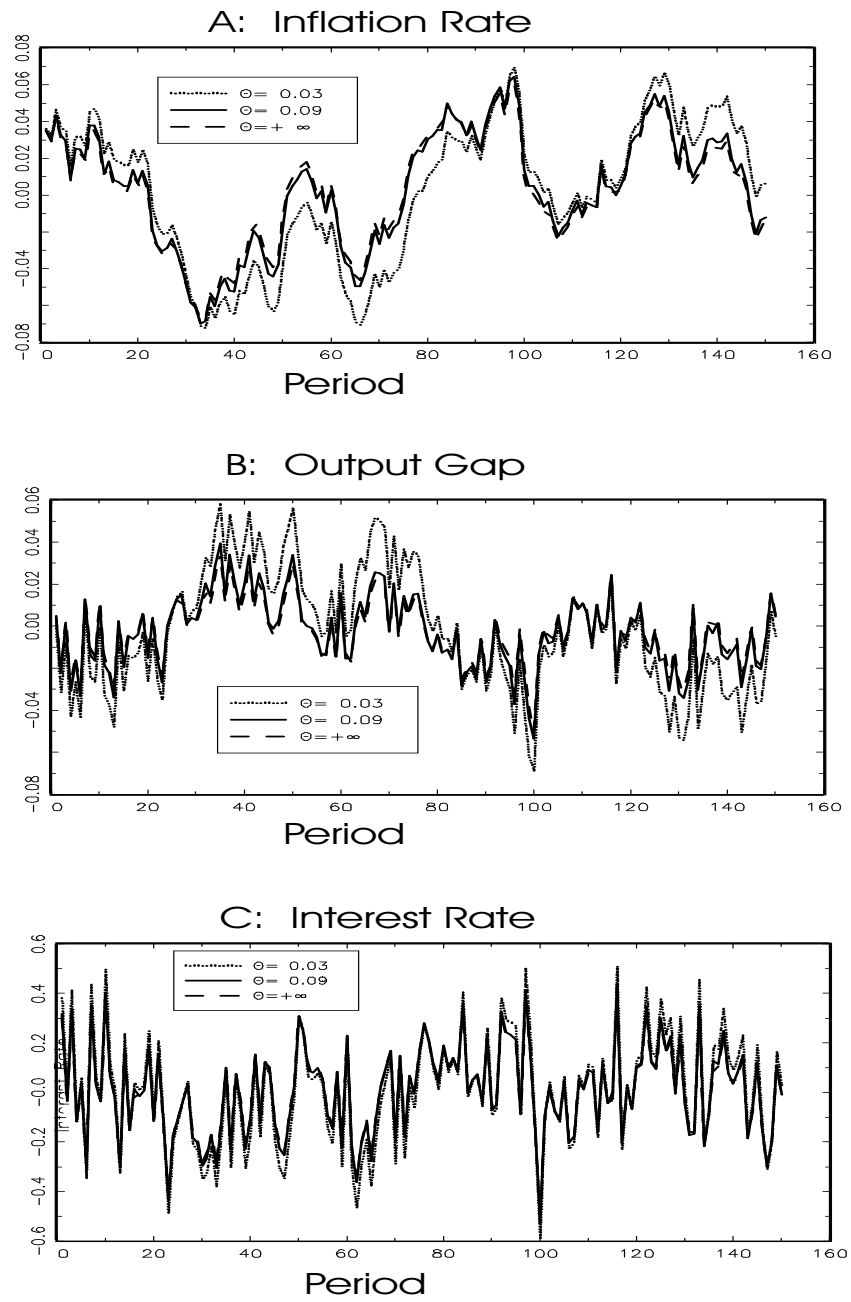 A: Inflation Rate
0.08
0.06
0.04
0.02
0.00
−0.04
−0.08
Θ= 0.03
Θ= 0.09
Θ=+ ∞
0 20 40 60 80 100 120 140 160
Period
B: Output Gap
0.06
0.04
0.02
0.00
−0.04
−0.08
Θ= 0.03
Θ= 0.09
Θ=+∞
0 20 40 60 80 100 120 140 160
Period
C: Interest Rate
0.6
0.4
0.2
−0.0
−0.2
−0.4
−0.6
Interest Rate
Θ= 0.03
Θ= 0.09
Θ=+∞
0 20 40 60 80 100 120 140 160
Period